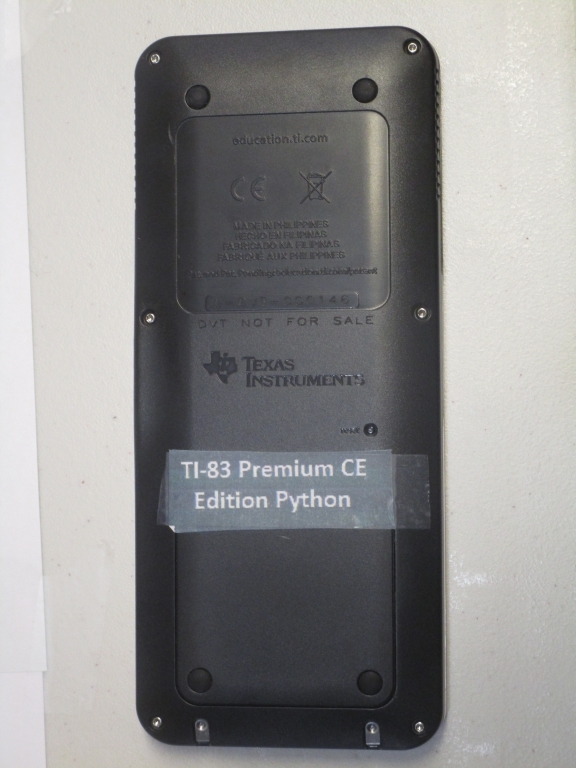 education.ti.com
CE
MADE IN PHILIPPINES
HECHO EN FILIPINAS
FABRICADO NA FILIPINAS
FABRIQUÉ AUX PHILIPPINES
DVT NOT FOR SALE
TEXAS
INSTRUMENTS
TI-83 Premium CE
Edition Python